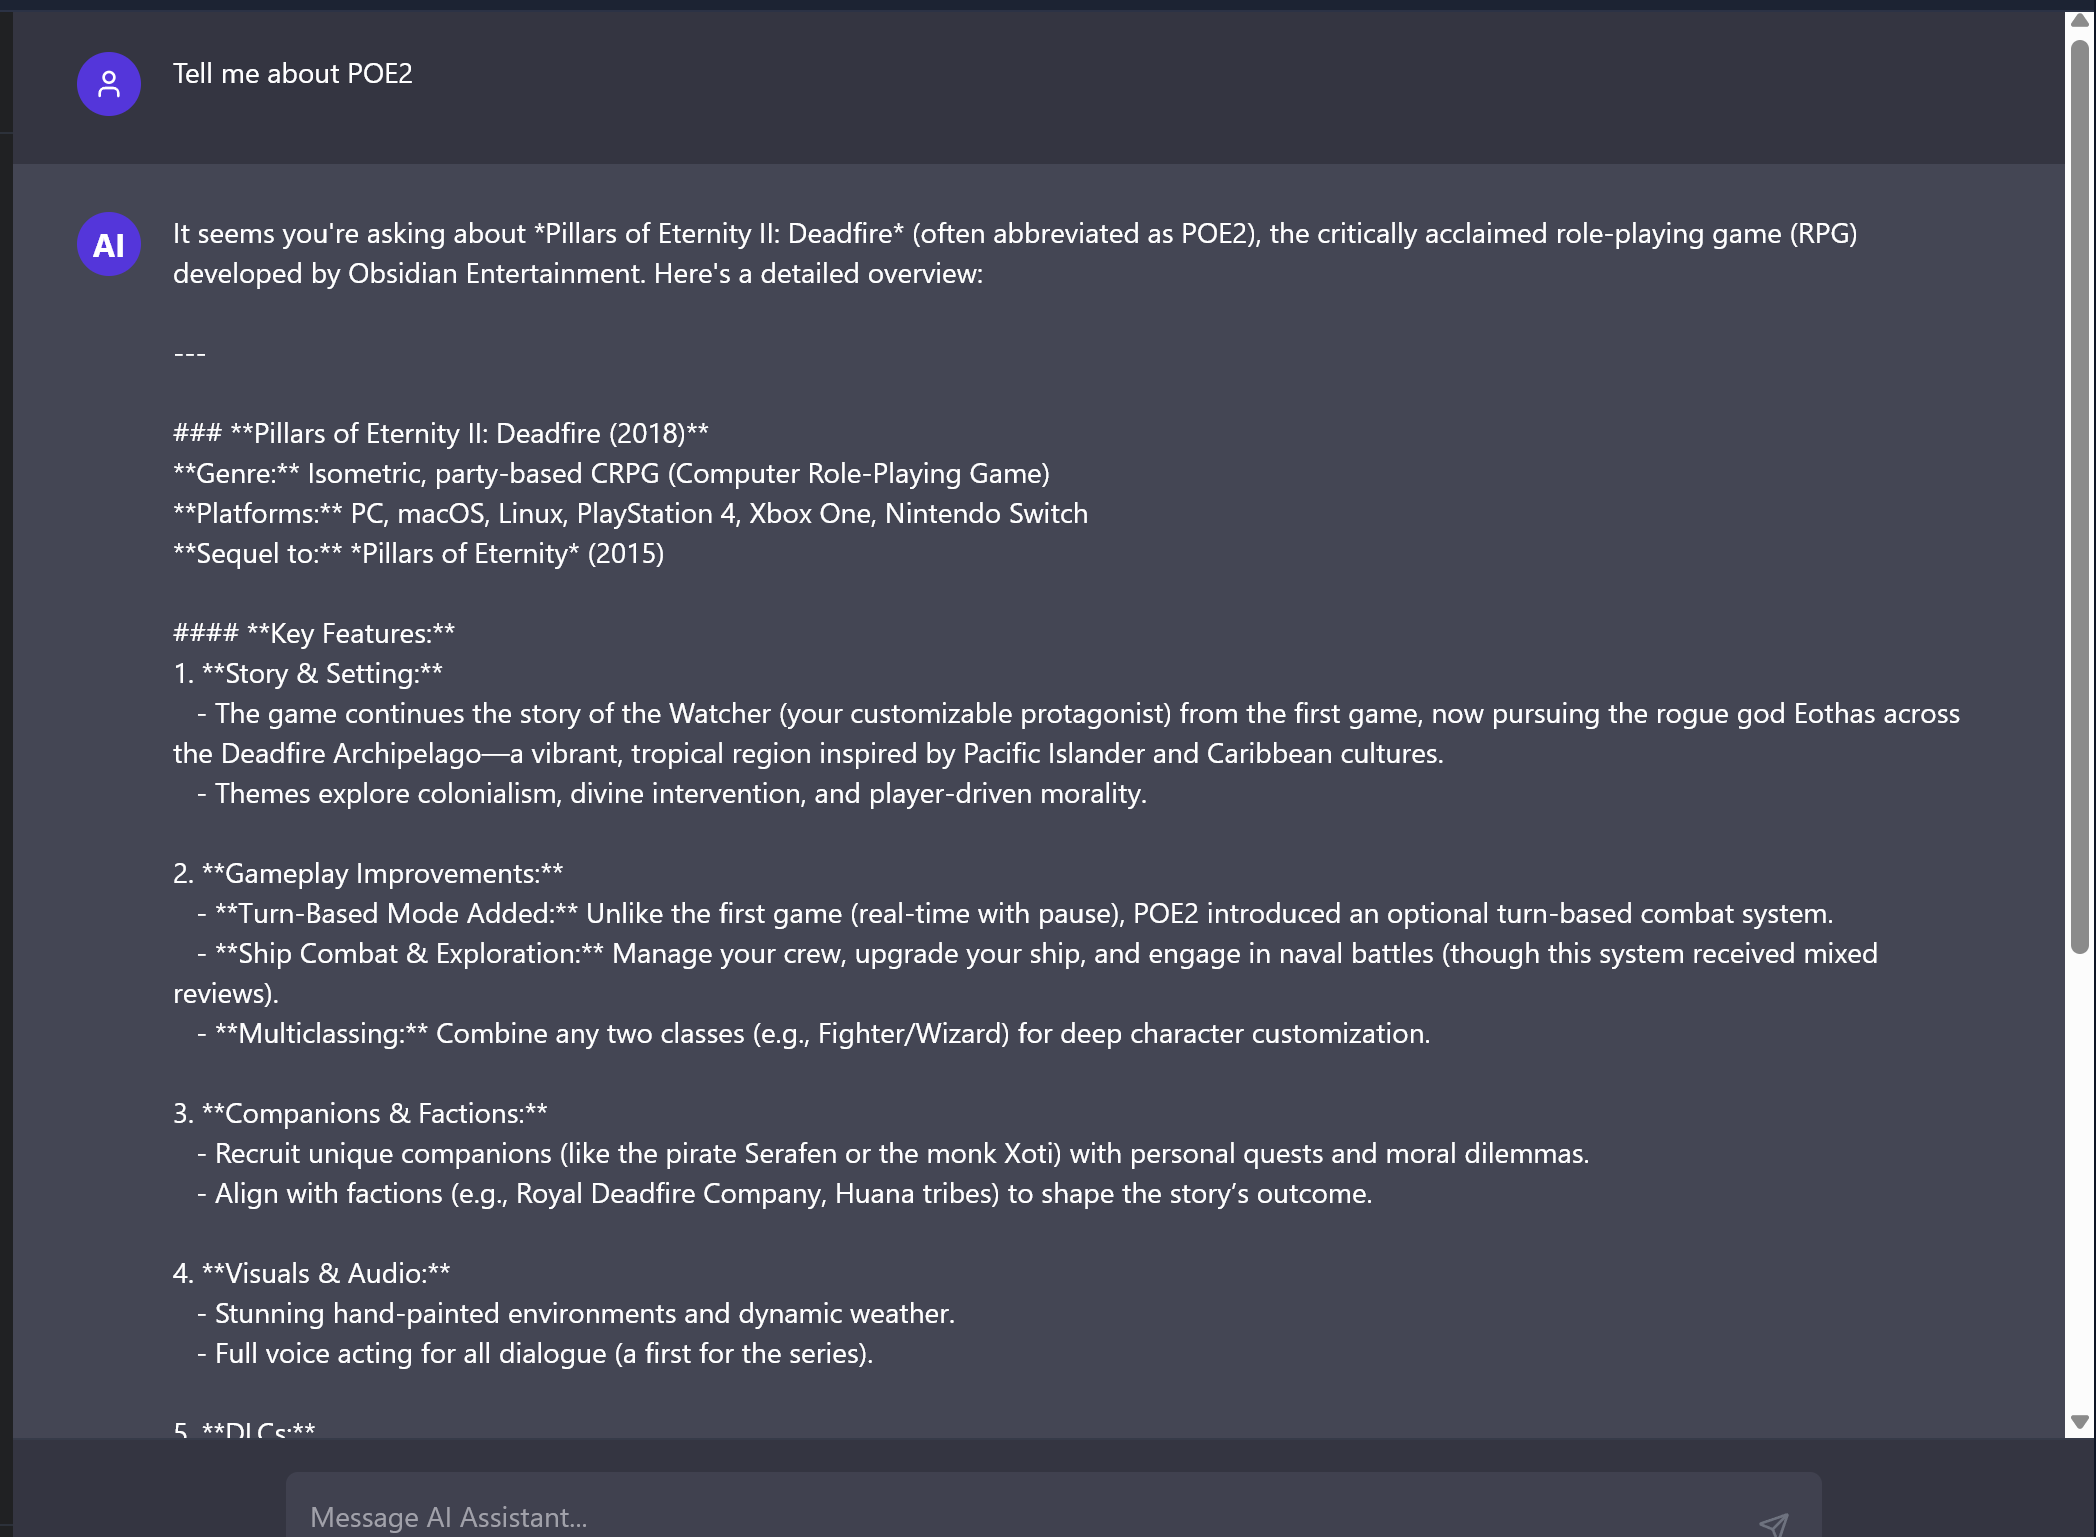 Tell me about POE2
AI
It seems you're asking about *Pillars of Eternity II: Deadfire* (often abbreviated as POE2), the critically acclaimed role-playing game (RPG)
developed by Obsidian Entertainment. Here's a detailed overview:
---
### **Pillars of Eternity II: Deadfire (2018)**
**Genre:** Isometric, party-based CRPG (Computer Role-Playing Game)
**Platforms:** PC, macOS, Linux, PlayStation 4, Xbox One, Nintendo Switch
**Sequel to:** *Pillars of Eternity* (2015)
#### **Key Features:**
1. **Story & Setting:**
- The game continues the story of the Watcher (your customizable protagonist) from the first game, now pursuing the rogue god Eothas across
the Deadfire Archipelago—a vibrant, tropical region inspired by Pacific Islander and Caribbean cultures.
- Themes explore colonialism, divine intervention, and player-driven morality.
2. **Gameplay Improvements:**
- **Turn-Based Mode Added:** Unlike the first game (real-time with pause), POE2 introduced an optional turn-based combat system.
- **Ship Combat & Exploration:** Manage your crew, upgrade your ship, and engage in naval battles (though this system received mixed
reviews).
- **Multiclassing:** Combine any two classes (e.g., Fighter/Wizard) for deep character customization.
3. **Companions & Factions:**
- Recruit unique companions (like the pirate Serafen or the monk Xoti) with personal quests and moral dilemmas.
- Align with factions (e.g., Royal Deadfire Company, Huana tribes) to shape the story’s outcome.
4. **Visuals & Audio:**
- Stunning hand-painted environments and dynamic weather.
- Full voice acting for all dialogue (a first for the series).
5. **DLCs:**
Message AI Assistant...